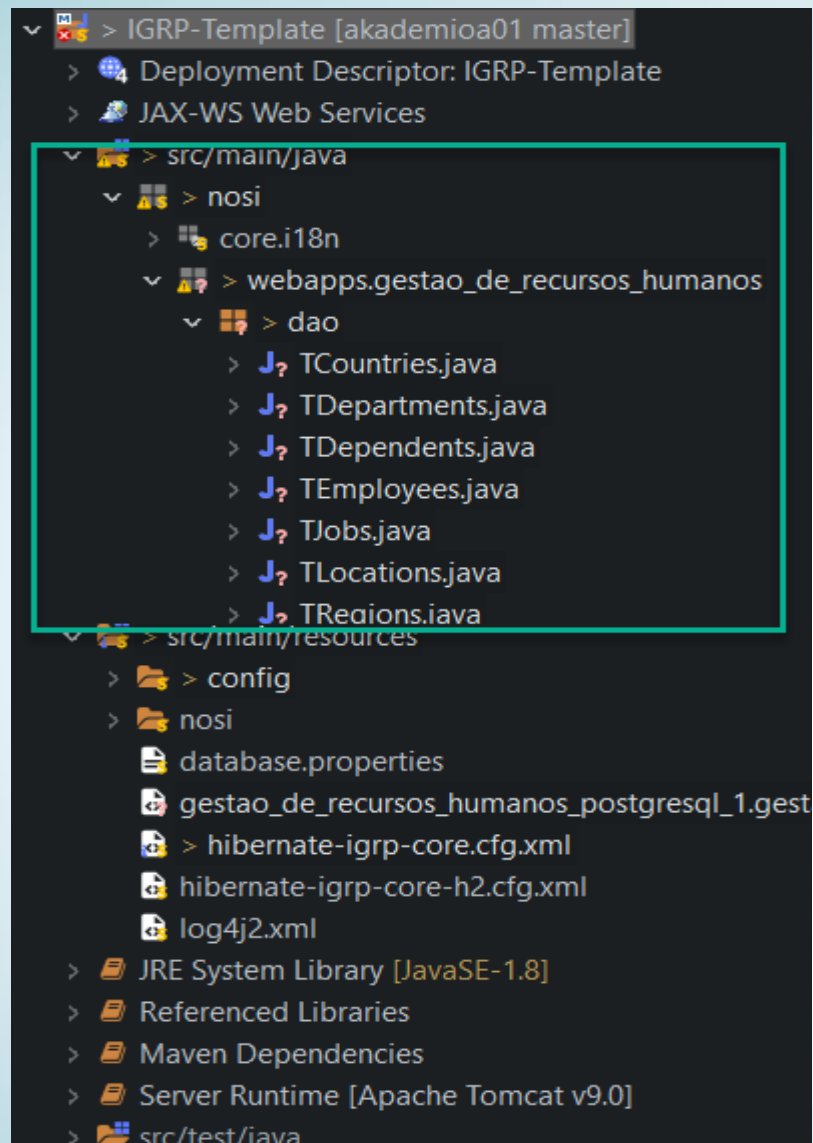 > IGRP-Template [akademioa01 master]
Deployment Descriptor: IGRP-Template
JAX-WS Web Services
> src/main/java
> nosi
core.i18n
> webapps.gestao_de_recursos_humanos
> dao
TCountries.java
TDepartments.java
TDependents.java
TEmployees.java
TJobs.java
TLocations.java
TRegions.java
> src/main/resources
> config
nosi
database.properties
gestao_de_recursos_humanos_postgresql_1.gest
> hibernate-igrp-core.cfg.xml
hibernate-igrp-core-h2.cfg.xml
log4j2.xml
JRE System Library [JavaSE-1.8]
Referenced Libraries
Maven Dependencies
Server Runtime [Apache Tomcat v9.0]
src/test/java